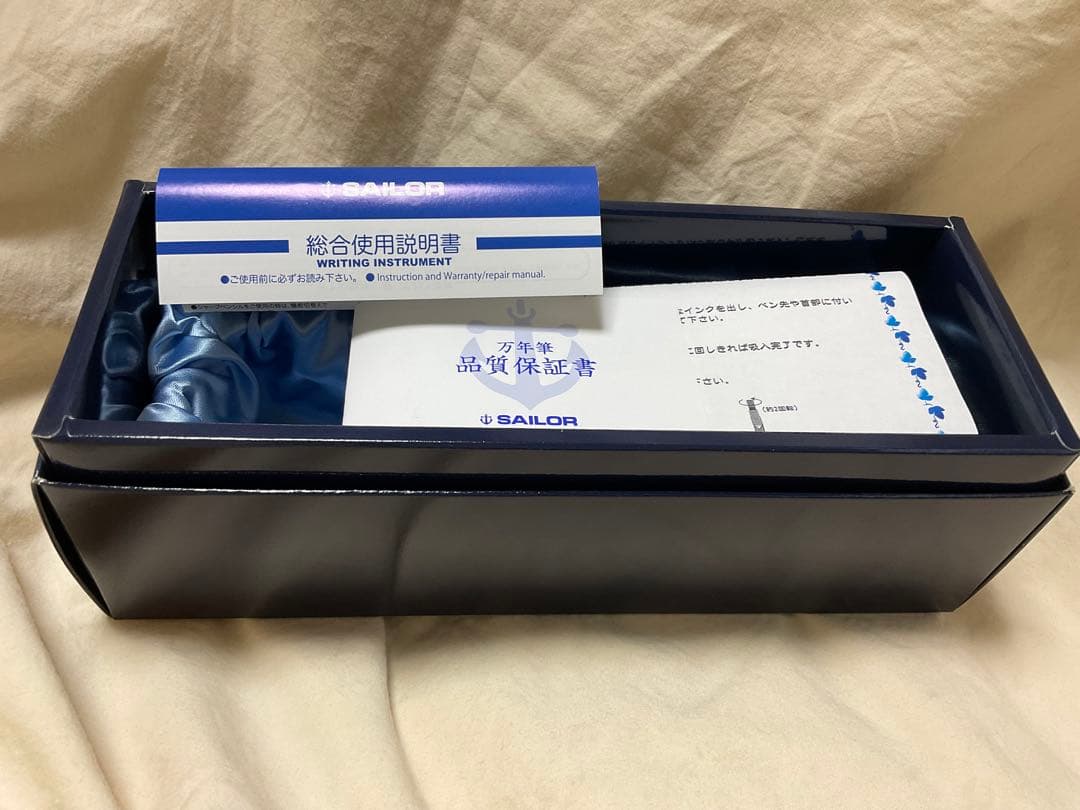 SAILOR
総合使用説明書
WRITING INSTRUMENT
●ご使用前に必ずお読み下さい。 ● Instruction and Warranty/repair manual.
万年筆
品質保証書
SAILOR
インクを出し、ペン先や首部に付い
て下さい。
に回しきれば吸入完了です。
ださい。
(約2回転)